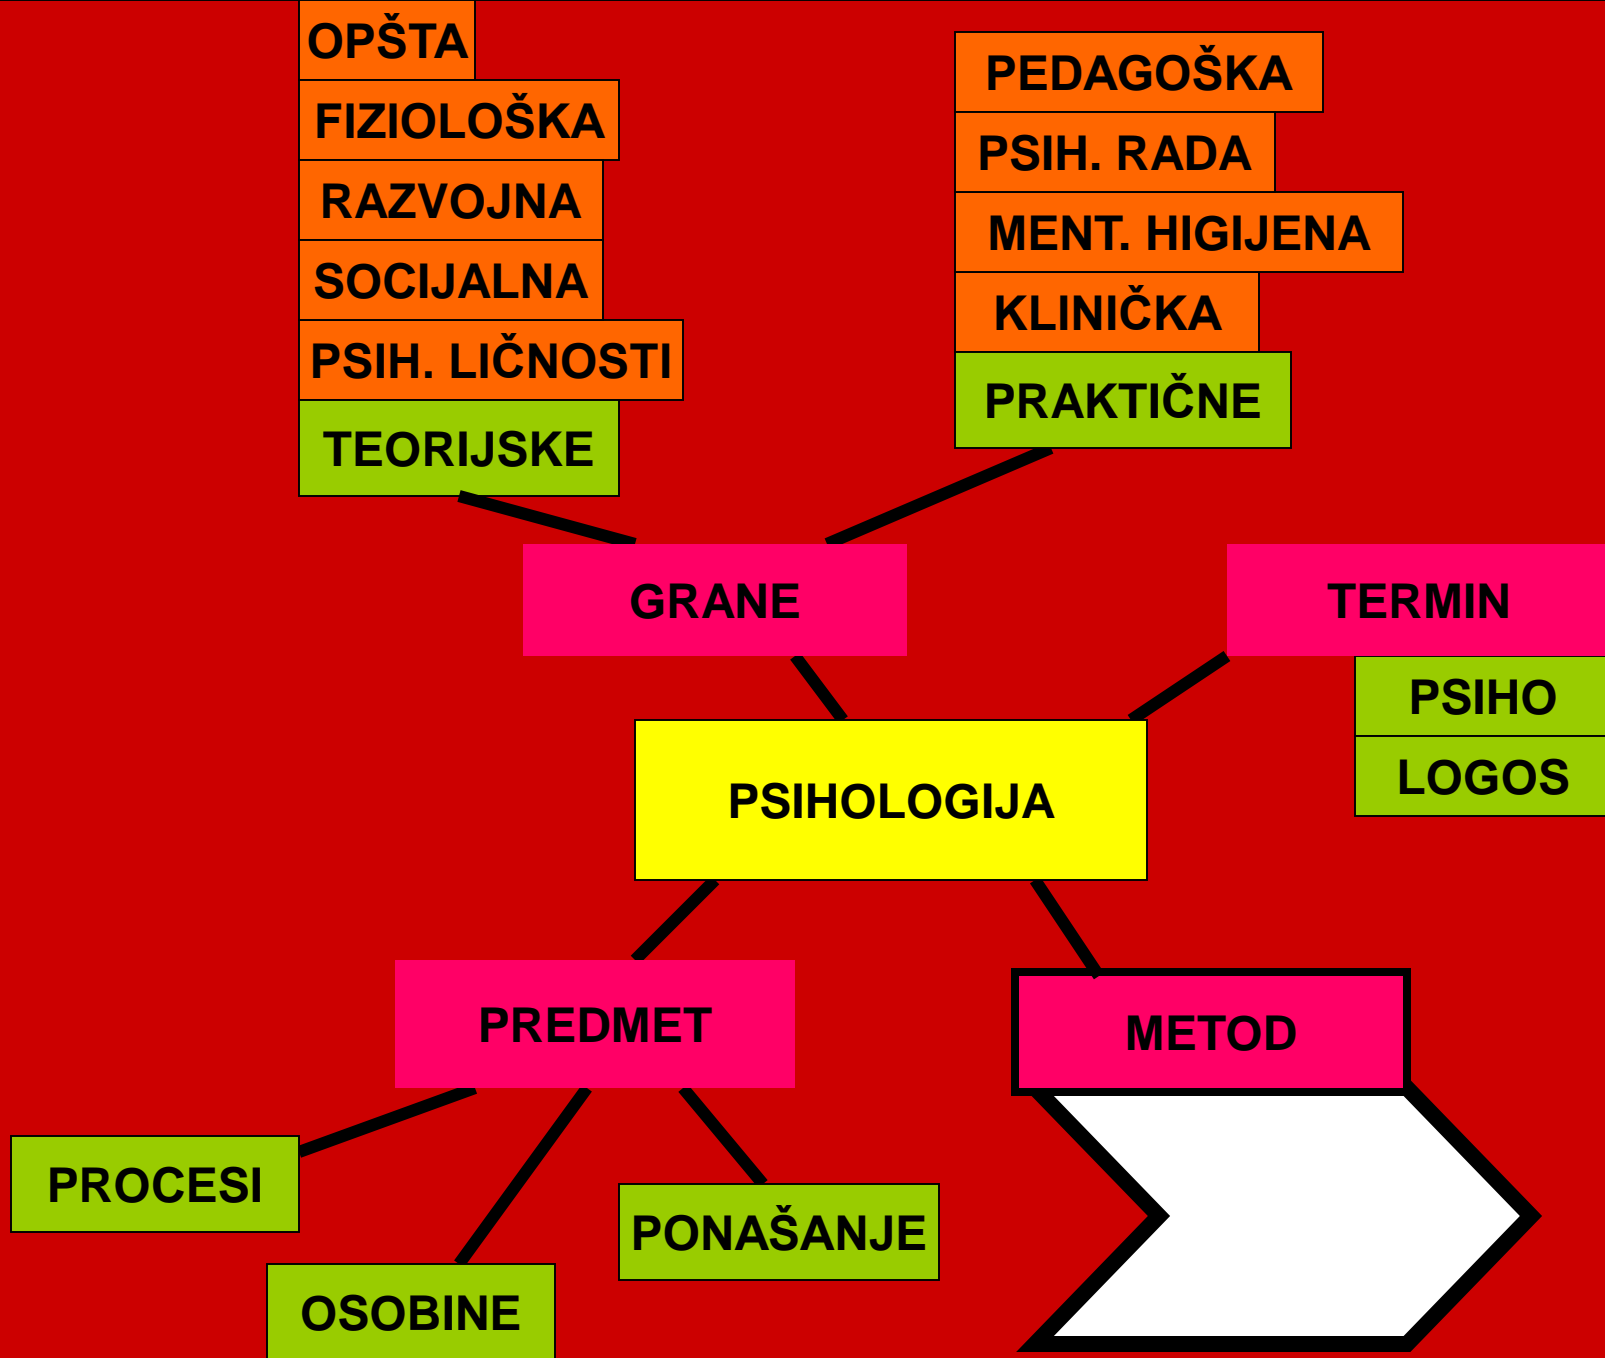 OPŠTA
FIZIOLOŠKA
RAZVOJNA
SOCIJALNA
PSIH. LIČNOSTI
TEORIJSKE
PEDAGOŠKA
PSIH. RADA
MENT. HIGIJENA
KLINIČKA
PRAKTIČNE
GRANE
TERMIN
PSIHO
LOGOS
PSIHOLOGIJA
PREDMET
METOD
PROCESI
PONAŠANJE
OSOBINE